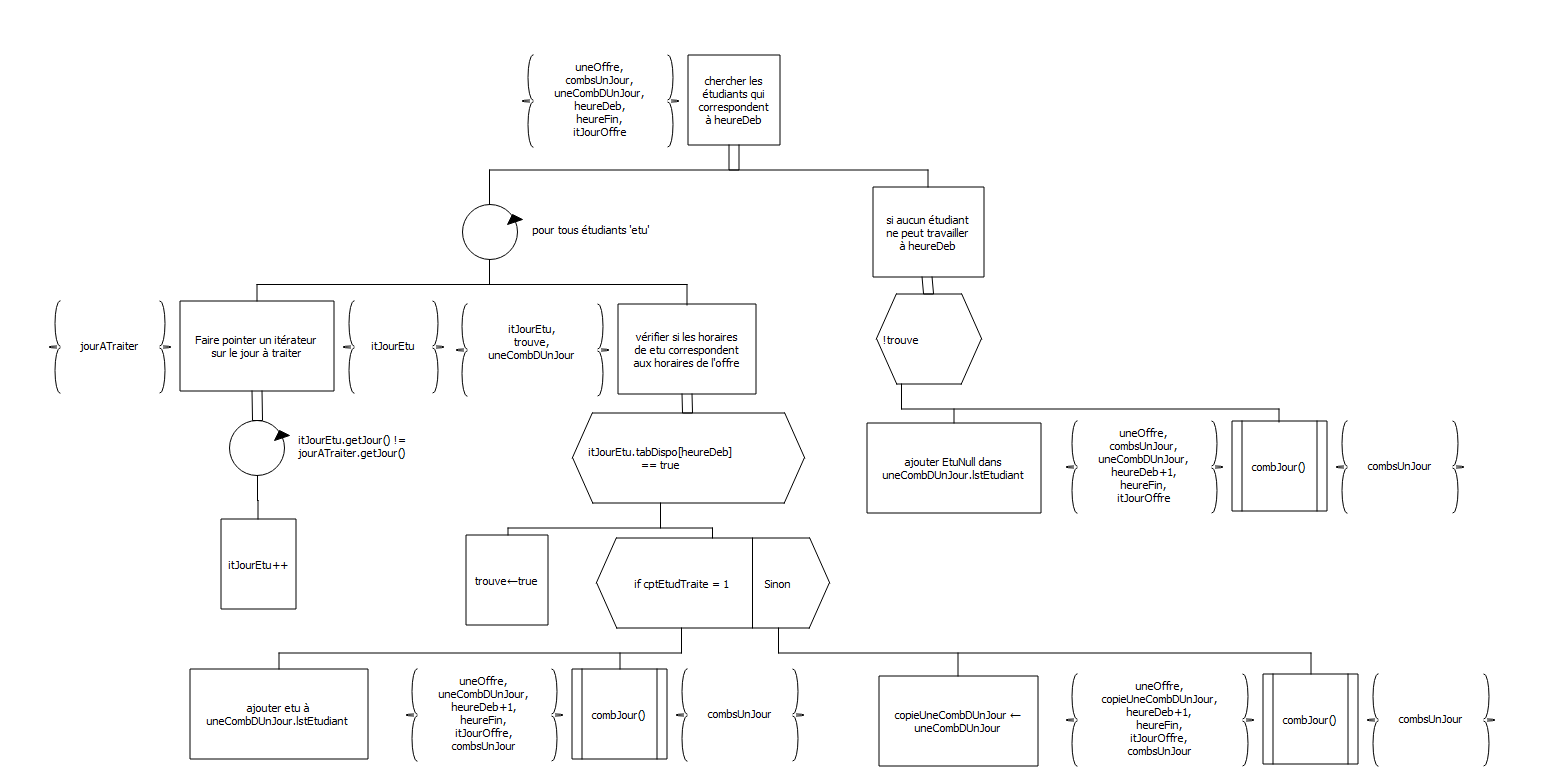 uneOffre,
combsUnJour,
uneCombDUnJour,
heureDeb,
heureFin,
itJourOffre
chercher les
étudiants qui
correspondent
à heureDeb
pour tous étudiants 'etu'
si aucun étudiant
ne peut travailler
à heureDeb
jourATraiter
Faire pointer un itérateur
sur le jour à traiter
itJourEtu
itJourEtu,
trouve,
uneCombDUnJour
vérifier si les horaires
de etu correspondent
aux horaires de l'offre
!trouve
itJourEtu.getJour() !=
jourATraiter.getJour()
itJourEtu.tabDispo[heureDeb]
== true
ajouter EtuNull dans
uneCombDUnJour.lstEtudiant
uneOffre,
combsUnJour,
uneCombDUnJour,
heureDeb+1,
heureFin,
itJourOffre
combJour()
combsUnJour
itJourEtu++
trouve←true
if cptEtudTraite = 1
Sinon
ajouter etu à
uneCombDUnJour.lstEtudiant
uneOffre,
uneCombDUnJour,
heureDeb+1,
heureFin,
itJourOffre,
combsUnJour
combJour()
combsUnJour
copieUneCombDUnJour ←
uneCombDUnJour
uneOffre,
copieUneCombDUnJour,
heureDeb+1,
heureFin,
itJourOffre,
combsUnJour
combJour()
combsUnJour